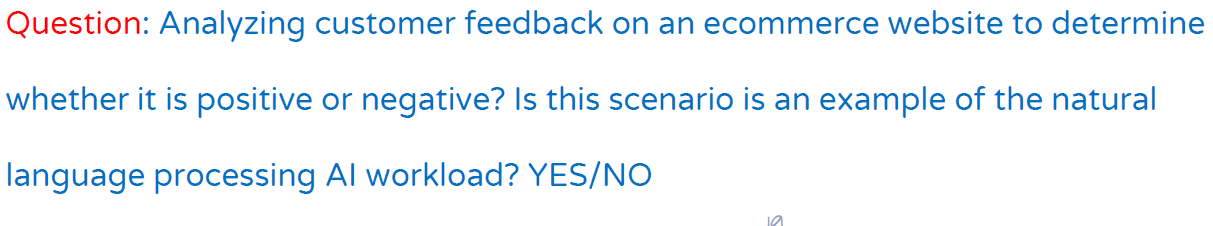 Question: Analyzing customer feedback on an ecommerce website to determine
whether it is positive or negative? Is this scenario is an example of the natural
language processing AI workload? YES/NO